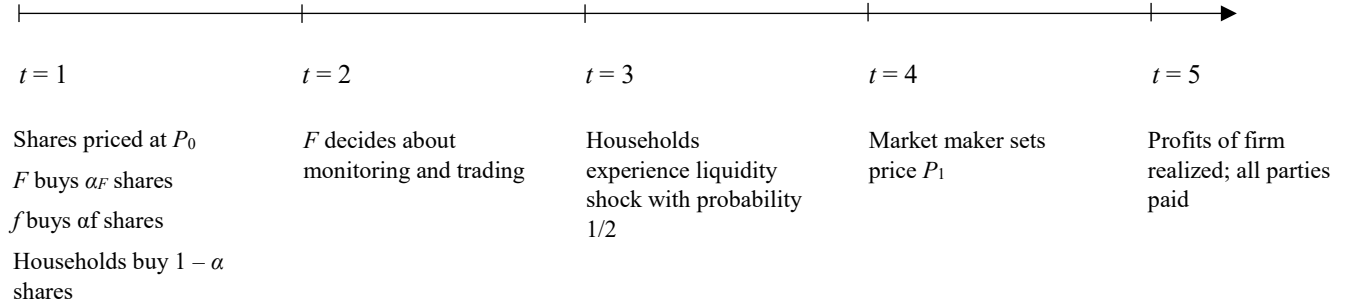 t = 1
t = 2
t = 3
t = 4
t = 5
Shares priced at P0
F buys αF shares
f buys αf shares
Households buy 1 – α
shares
F decides about
monitoring and trading
Households
experience liquidity
shock with probability
1/2
Market maker sets
price P1
Profits of firm
realized; all parties
paid